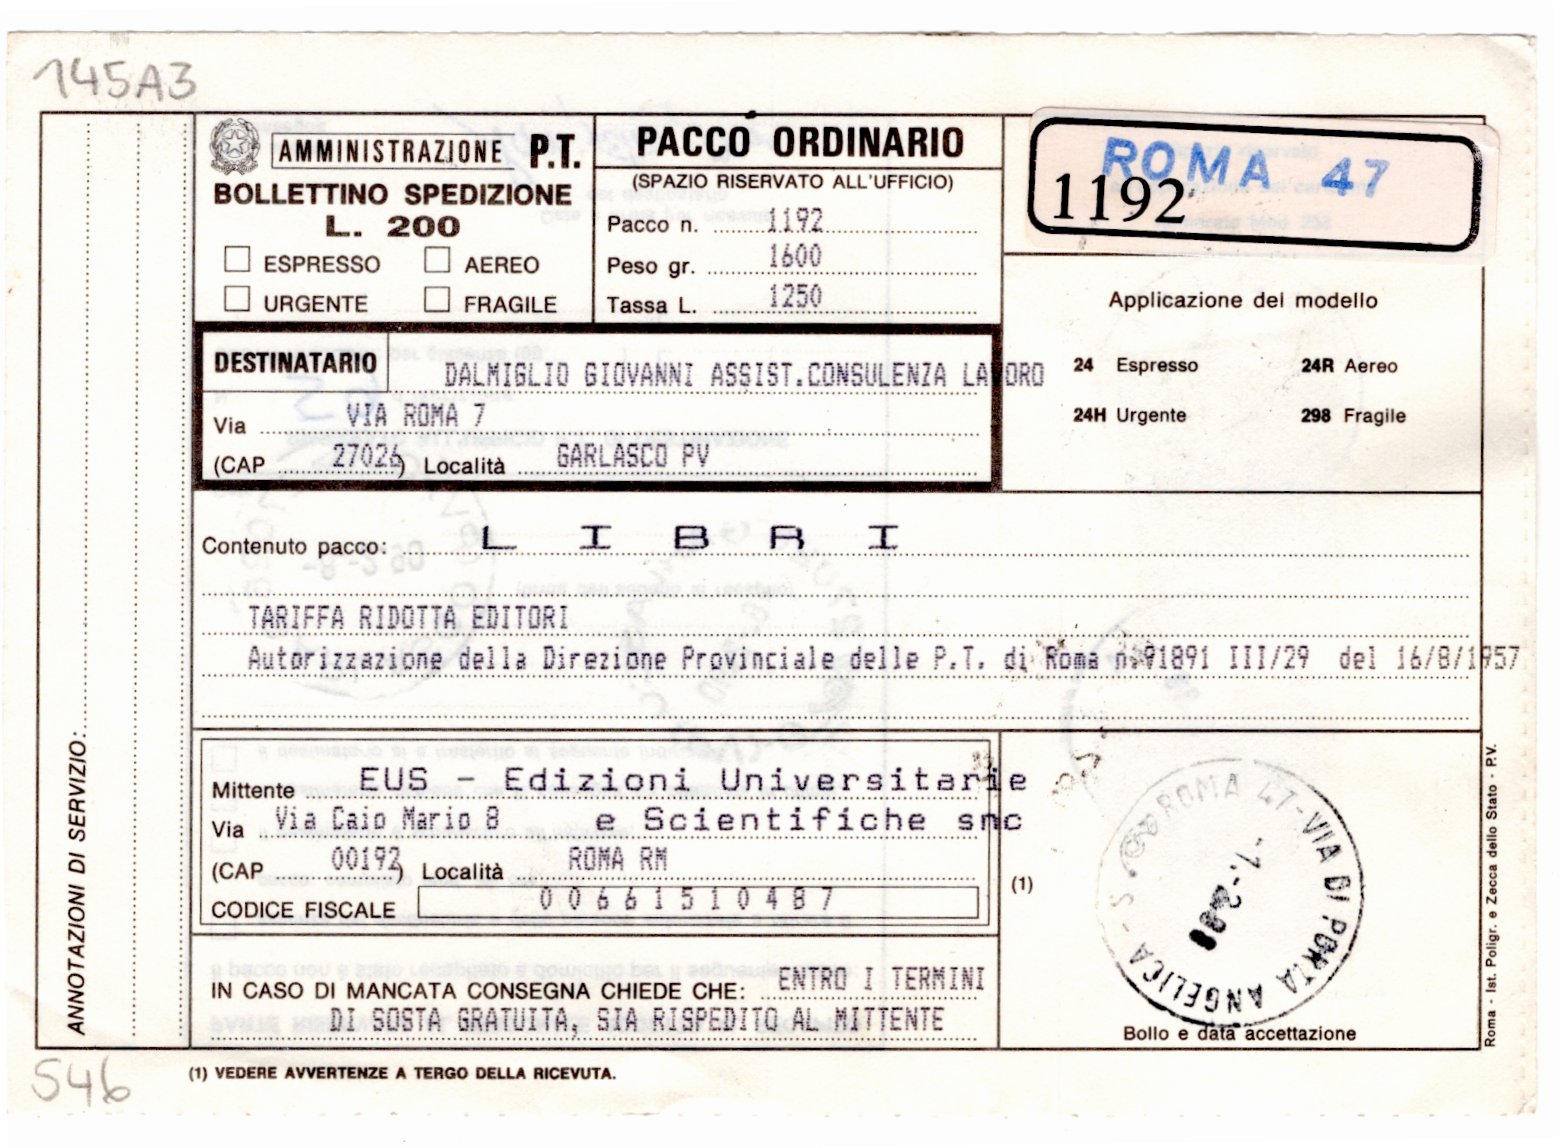 145A3
AMMINISTRAZIONE P.T.
BOLLETTINO SPEDIZIONE
L. 200
ESPRESSO AEREO
URGENTE FRAGILE
PACCO ORDINARIO
(SPAZIO RISERVATO ALL'UFFICIO)
Pacco n. 1192
Peso gr. 1600
Tassa L. 1250
ROMA 47
1192
Applicazione del modello
24 Espresso 24R Aereo
24H Urgente 298 Fragile
DESTINATARIO DALMIGLIO GIOVANNI ASSIST.CONSULENZA LAVORO
Via VIA ROMA 7
(CAP 27026) Località GARLASCO PV
Contenuto pacco: L I B R I
TARIFFA RIDOTTA EDITORI
Autorizzazione della Direzione Provinciale delle P.T. di Roma n.91891 III/29 del 16/8/1957
Mittente EUS - Edizioni Universitarie
Via Via Caio Mario 8 e Scientifiche snc
(CAP 00192) Località ROMA RM
CODICE FISCALE 00661510487
(1)
IN CASO DI MANCATA CONSEGNA CHIEDE CHE: ENTRO I TERMINI
DI SOSTA GRATUITA, SIA RISPEDITO AL MITTENTE
ROMA 47-VIA DI PORTA ANGELICA - S
Bollo e data accettazione
ANNOTAZIONI DI SERVIZIO:
Roma - Ist. Poligr. e Zecca dello Stato - P.V.
546
(1) VEDERE AVVERTENZE A TERGO DELLA RICEVUTA.